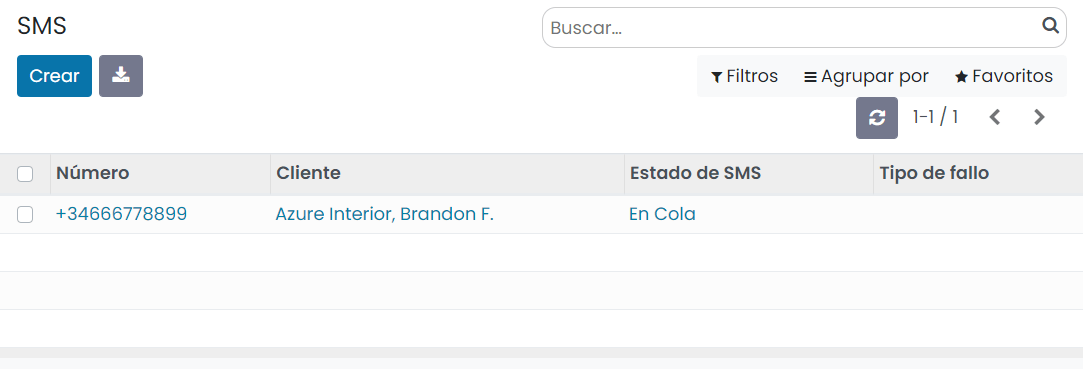 SMS
Buscar...
Crear
Filtros Agrupar por Favoritos
1-1 / 1
Número Cliente Estado de SMS Tipo de fallo
+34666778899 Azure Interior, Brandon F. En Cola